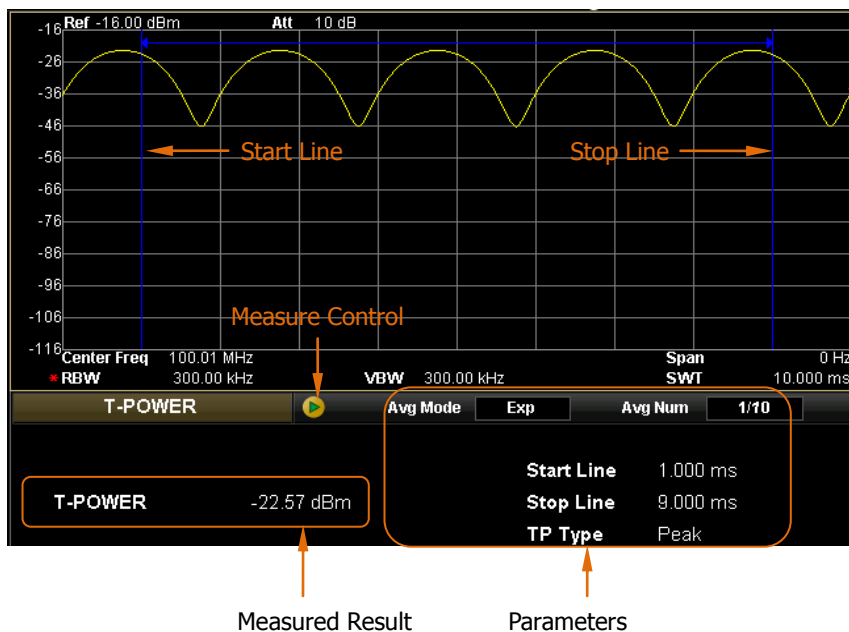 Ref -16.00 dBm Att 10 dB
-16
-26
-36
-46
-56
-66
-76
-86
-96
-106
-116
Start Line Stop Line
Measure Control
Center Freq 100.01 MHz Span 0 Hz
* RBW 300.00 kHz VBW 300.00 kHz SWT 10.000 ms
T-POWER Avg Mode Exp Avg Num 1/10
Start Line 1.000 ms
T-POWER -22.57 dBm Stop Line 9.000 ms
TP Type Peak
Measured Result Parameters